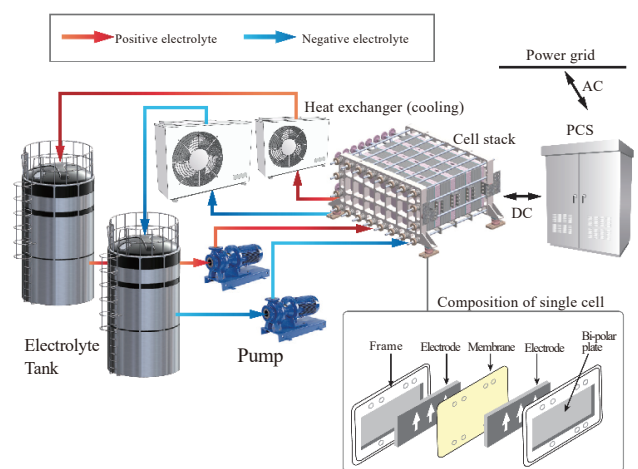 Positive electrolyte
Negative electrolyte
Power grid
AC
Heat exchanger (cooling)
PCS
Cell stack
DC
Electrolyte
Tank
Pump
Composition of single cell
Frame
Electrode
Membrane
Electrode
Bi-polar
plate